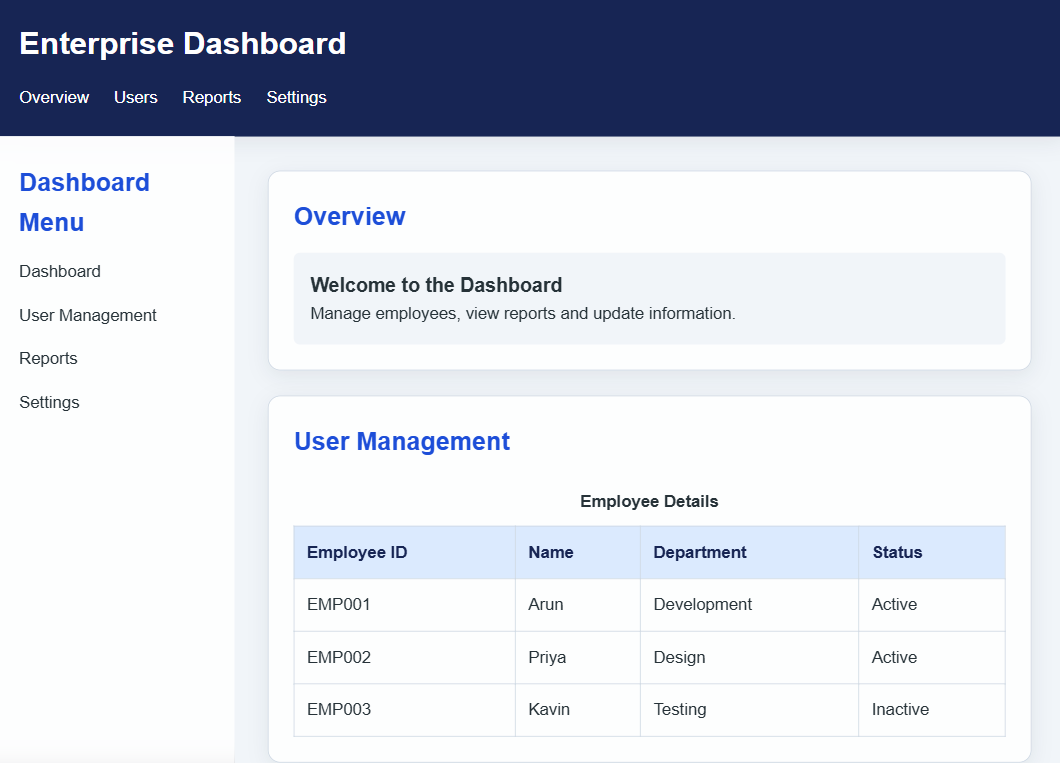 Enterprise Dashboard
Overview Users Reports Settings
Dashboard
Menu
Dashboard
User Management
Reports
Settings
Overview
Welcome to the Dashboard
Manage employees, view reports and update information.
User Management
Employee Details
Employee ID Name Department Status
EMP001 Arun Development Active
EMP002 Priya Design Active
EMP003 Kavin Testing Inactive